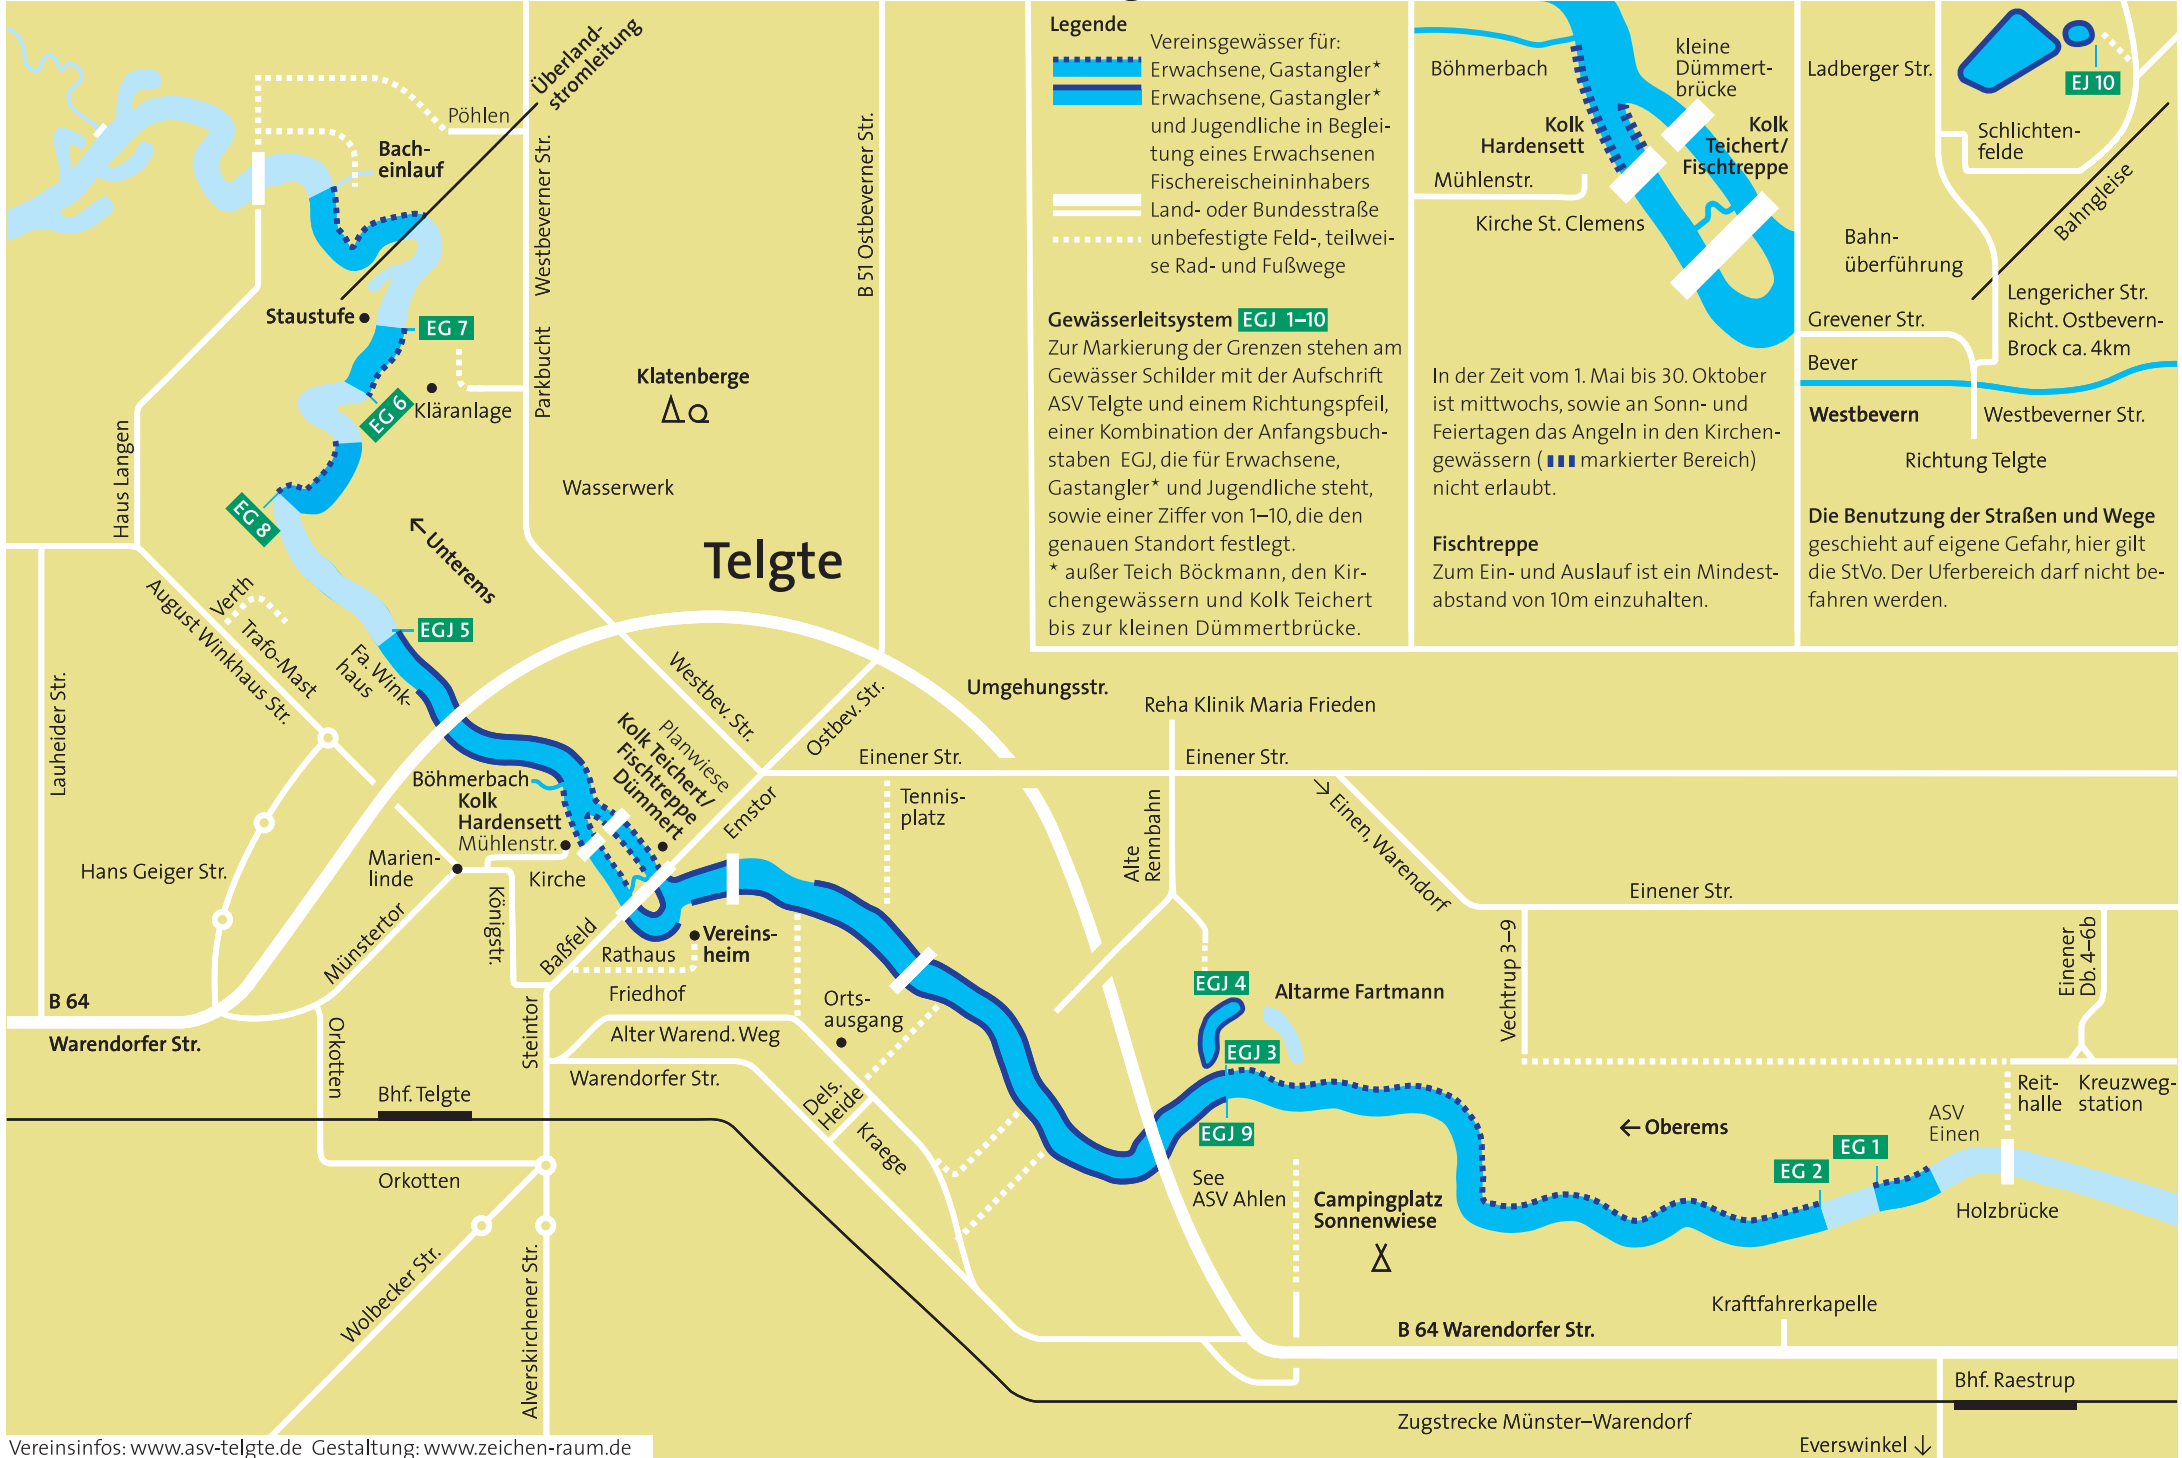 Legende
Vereinsgewässer für:
Erwachsene, Gastangler*
Erwachsene, Gastangler*
und Jugendliche in Beglei-
tung eines Erwachsenen
Fischereischeininhabers
Land- oder Bundesstraße
unbefestigte Feld-, teilwei-
se Rad- und Fußwege
Gewässerleitsystem EGJ 1–10
Zur Markierung der Grenzen stehen am
Gewässer Schilder mit der Aufschrift
ASV Telgte und einem Richtungspfeil,
einer Kombination der Anfangsbuch-
staben EGJ, die für Erwachsene,
Gastangler* und Jugendliche steht,
sowie einer Ziffer von 1–10, die den
genauen Standort festlegt.
* außer Teich Böckmann, den Kir-
chengewässern und Kolk Teichert
bis zur kleinen Dümmertbrücke.
Böhmerbach
kleine
Dümmert-
brücke
Kolk
Hardensett
Kolk
Teichert/
Fischtreppe
Mühlenstr.
Kirche St. Clemens
In der Zeit vom 1. Mai bis 30. Oktober
ist mittwochs, sowie an Sonn- und
Feiertagen das Angeln in den Kirchen-
gewässern ( markierter Bereich)
nicht erlaubt.
Fischtreppe
Zum Ein- und Auslauf ist ein Mindest-
abstand von 10m einzuhalten.
Ladberger Str.
EJ 10
Schlichten-
felde
Bahngleise
Bahn-
überführung
Lengericher Str.
Richt. Ostbevern-
Brock ca. 4km
Grevener Str.
Bever
Westbevern
Westbeverner Str.
Richtung Telgte
Die Benutzung der Straßen und Wege
geschieht auf eigene Gefahr, hier gilt
die StVo. Der Uferbereich darf nicht be-
fahren werden.
Überland-
stromleitung
Pöhlen
Bach-
einlauf
Westbeverner Str.
B 51 Ostbeverner Str.
Staustufe
EG 7
Parkbucht
Klatenberge
EG 6
Kläranlage
Haus Langen
Wasserwerk
EG 8
← Unterems
Telgte
Verth
August Winkhaus Str.
Trafo-Mast
EGJ 5
Fa. Wink-
haus
Lauheider Str.
Westbev. Str.
Ostbev. Str.
Umgehungsstr.
Reha Klinik Maria Frieden
Einener Str.
Einener Str.
Planwiese
Kolk Teichert/
Fischtreppe
Dümmert
Böhmerbach
Kolk
Hardensett
Mühlenstr.
Emstor
Tennis-
platz
Alte
Rennbahn
→ Einen, Warendorf
Einener Str.
Hans Geiger Str.
Marien-
linde
Kirche
Königstr.
Münstertor
Baßfeld
Rathaus
Vereins-
heim
Friedhof
Vechtrup 3–9
Einener
Db. 4–6b
EGJ 4
Altarme Fartmann
B 64
Warendorfer Str.
Orts-
ausgang
Steintor
Alter Warend. Weg
Orkotten
Warendorfer Str.
EGJ 3
Bhf. Telgte
Dels.
Heide
Kraege
EGJ 9
Reit-
halle
Kreuzweg-
station
← Oberems
ASV
Einen
EG 1
EG 2
Orkotten
See
ASV Ahlen
Campingplatz
Sonnenwiese
Holzbrücke
Wolbecker Str.
Alverskirchener Str.
Kraftfahrerkapelle
B 64 Warendorfer Str.
Bhf. Raestrup
Zugstrecke Münster–Warendorf
Everswinkel ↓
Vereinsinfos: www.asv-telgte.de Gestaltung: www.zeichen-raum.de